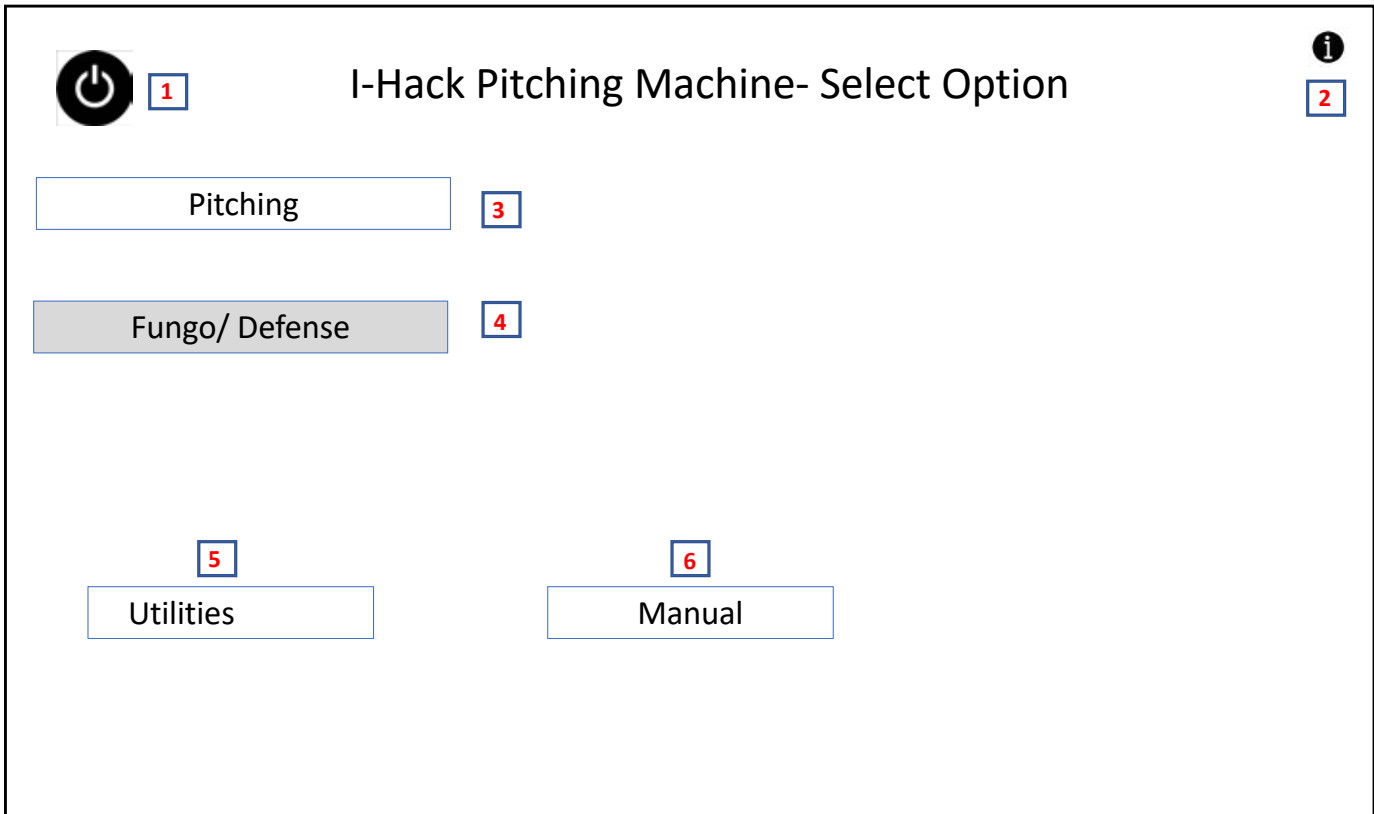 1
I-Hack Pitching Machine- Select Option
2
Pitching
3
Fungo/ Defense
4
5
6
Utilities
Manual